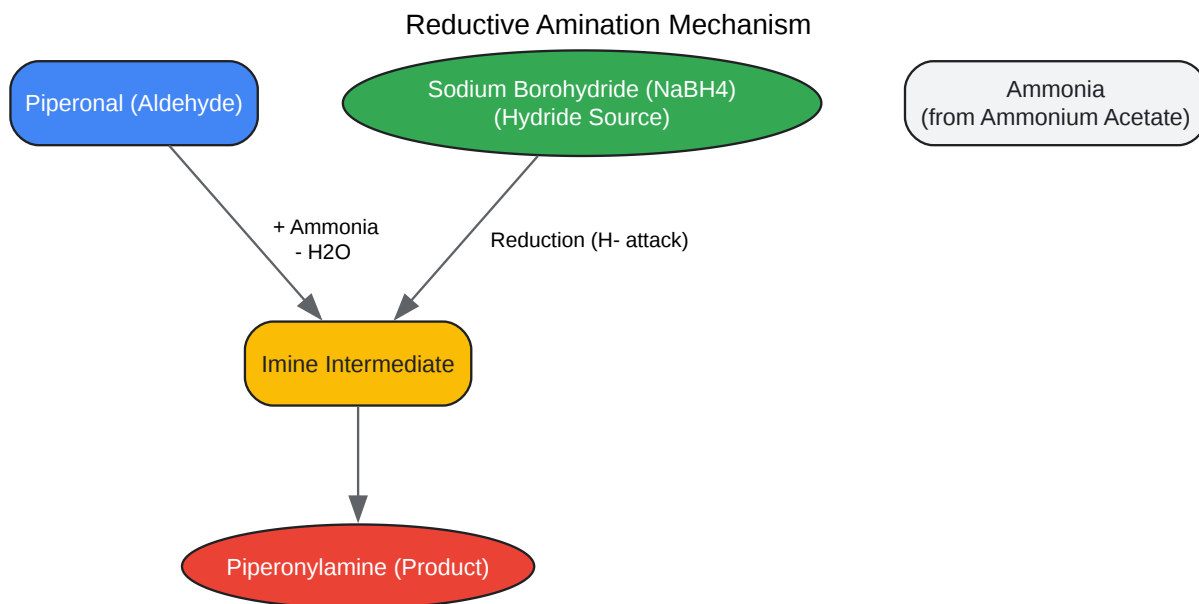 Reductive Amination Mechanism
Piperonal (Aldehyde)
Sodium Borohydride (NaBH4)
(Hydride Source)
Ammonia
(from Ammonium Acetate)
+ Ammonia
- H2O
Reduction (H- attack)
Imine Intermediate
Piperonylamine (Product)